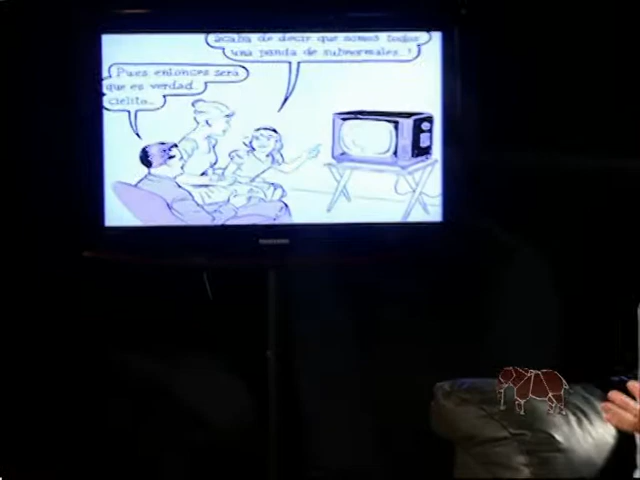 acaba de decir que somos todos
una panda de subnormales..!
Pues entonces será
que es verdad..
cielito...